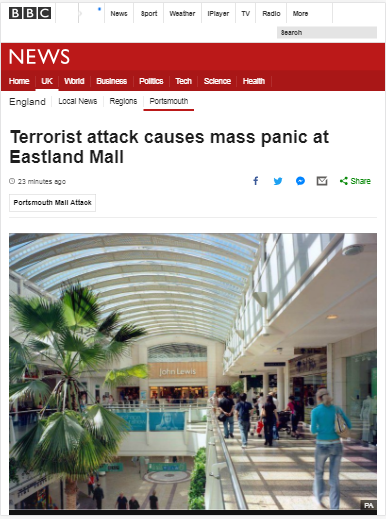 BBC
News Sport Weather iPlayer TV Radio More
Search
NEWS
Home UK World Business Politics Tech Science Health
England Local News Regions Portsmouth
Terrorist attack causes mass panic at
Eastland Mall
23 minutes ago
Share
Portsmouth Mall Attack
John Lewis
PA